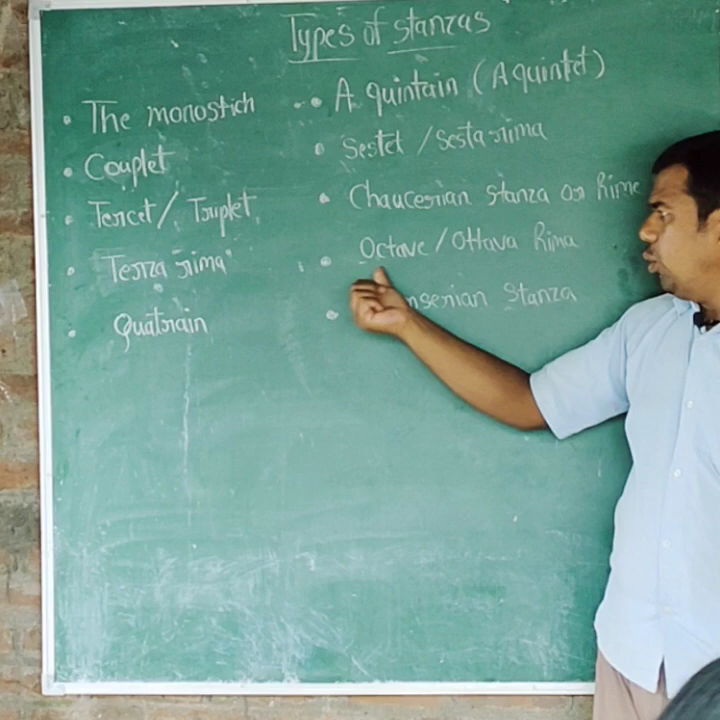 Types of stanzas
• The monostich
• Couplet
• Tercet / Triplet
• Terza rima
• Quatrain
• A quintain (A quintet)
• Sestet / Sesta rima
• Chaucerian stanza or Rime
• Octave / Ottava Rima
• nserian Stanza